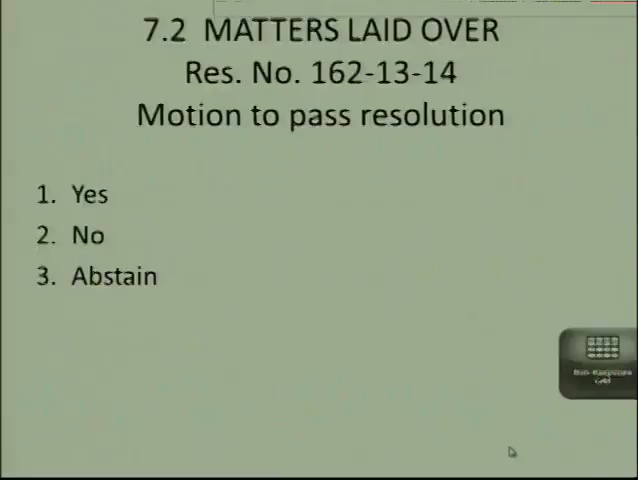 7.2 MATTERS LAID OVER
Res. No. 162-13-14
Motion to pass resolution
1. Yes
2. No
3. Abstain